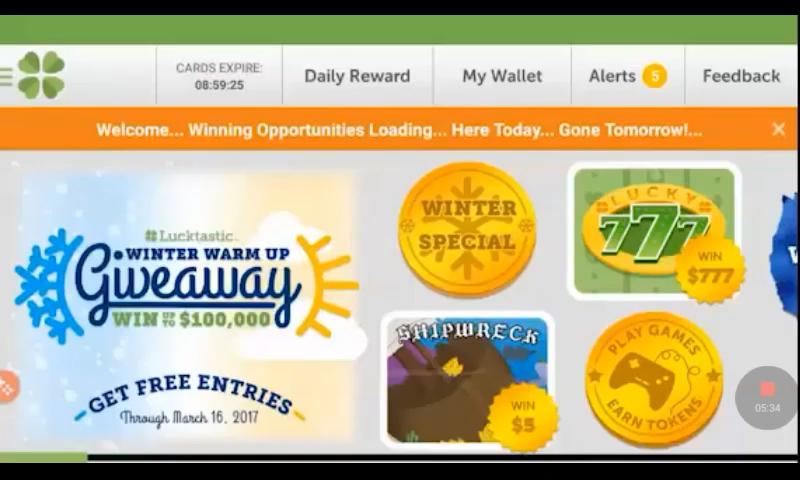 CARDS EXPIRE:
08:59:25
Daily Reward
My Wallet
Alerts 5
Feedback
Welcome... Winning Opportunities Loading... Here Today... Gone Tomorrow!...
Lucktastic
WINTER WARM UP
Giveaway
WIN UP TO $100,000
GET FREE ENTRIES
Through March 16, 2017
WINTER
SPECIAL
LUCKY
777
WIN
$777
SHIPWRECK
WIN
$5
PLAY GAMES
EARN TOKENS
05:34